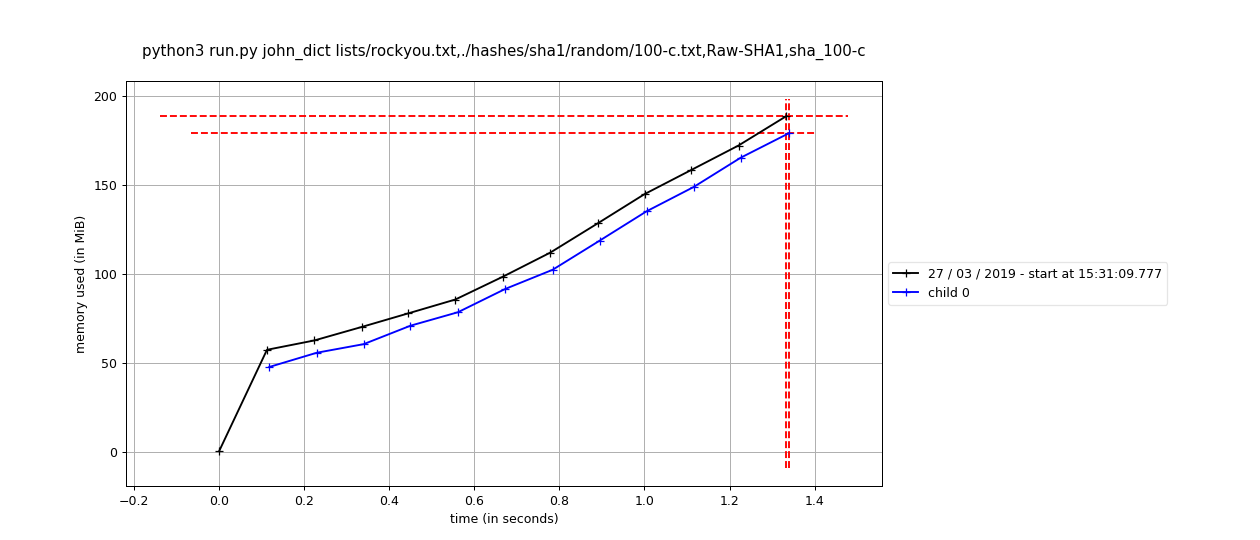 python3 run.py john_dict lists/rockyou.txt,./hashes/sha1/random/100-c.txt,Raw-SHA1,sha_100-c
200
150
100
50
0
memory used (in MiB)
−0.2 0.0 0.2 0.4 0.6 0.8 1.0 1.2 1.4
time (in seconds)
27 / 03 / 2019 - start at 15:31:09.777
child 0